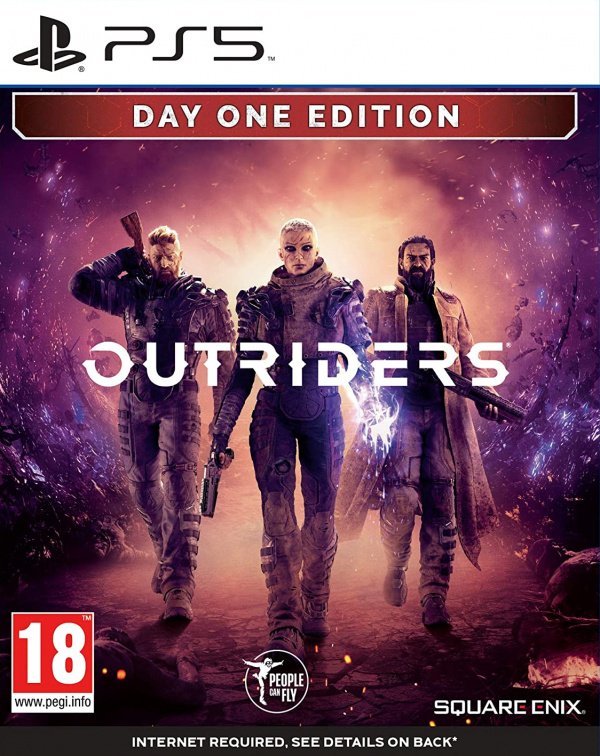 PS5
DAY ONE EDITION
OUTRIDERS
18
www.pegi.info
PEOPLE
CAN FLY
SQUARE ENIX
INTERNET REQUIRED, SEE DETAILS ON BACK*